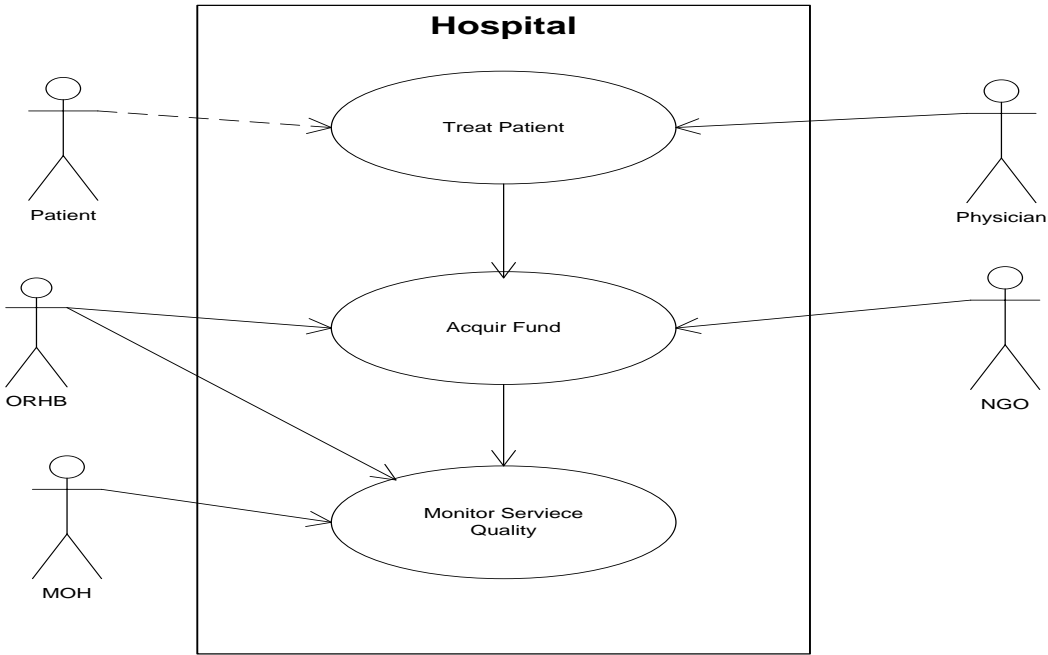 Hospital
Treat Patient
Patient
Physician
Acquir Fund
ORHB
NGO
Monitor Serviece
Quality
MOH